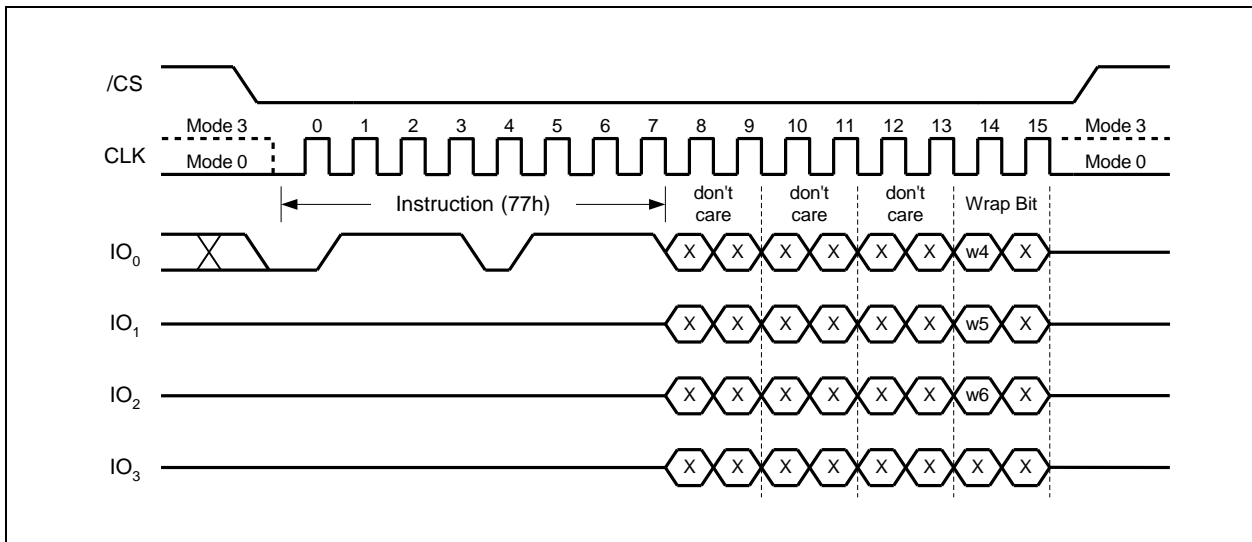 /CS
Mode 3 0 1 2 3 4 5 6 7 8 9 10 11 12 13 14 15 Mode 3
CLK
Mode 0 Mode 0
Instruction (77h) don't care don't care don't care Wrap Bit
IO0 X X X X X X w4 X
IO1 X X X X X X w5 X
IO2 X X X X X X w6 X
IO3 X X X X X X X X